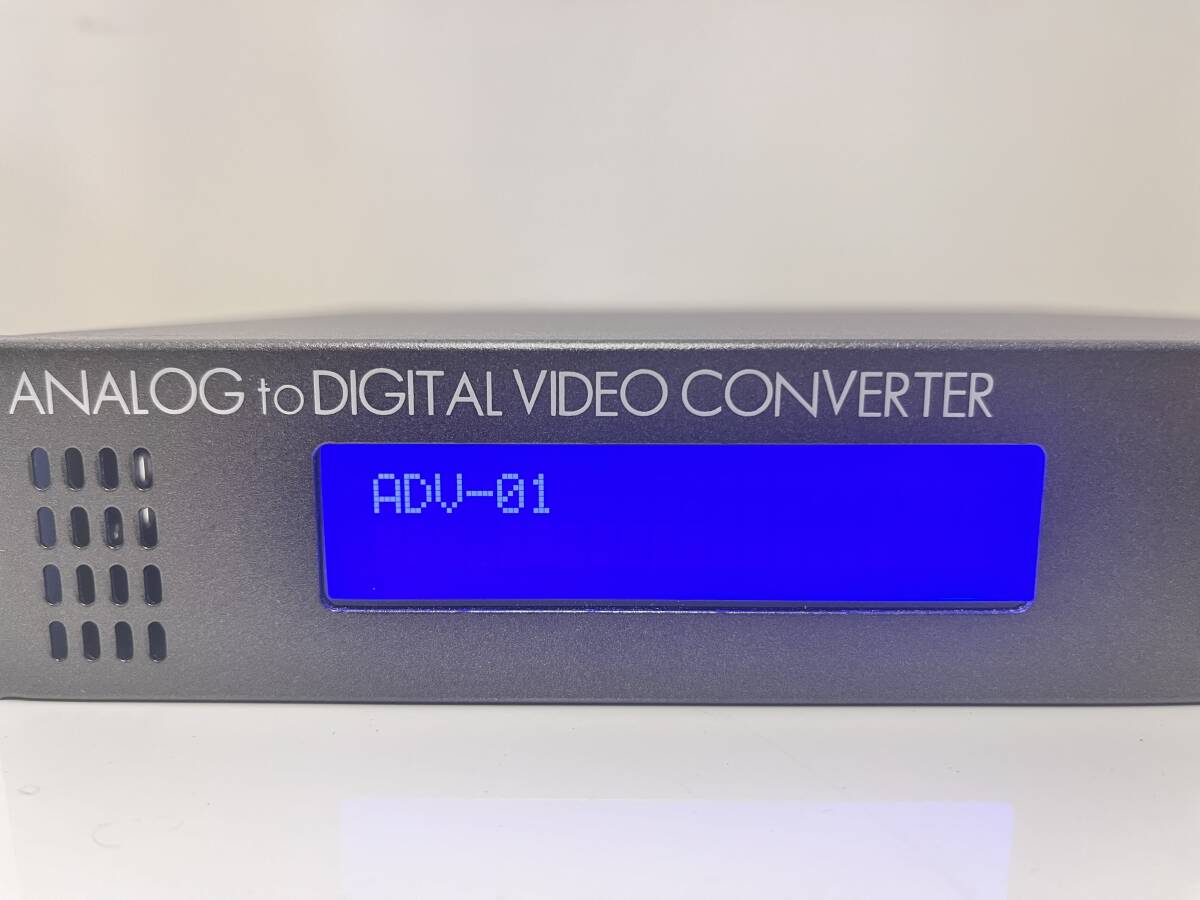 ANALOG to DIGITAL VIDEO CONVERTER
ADV-01